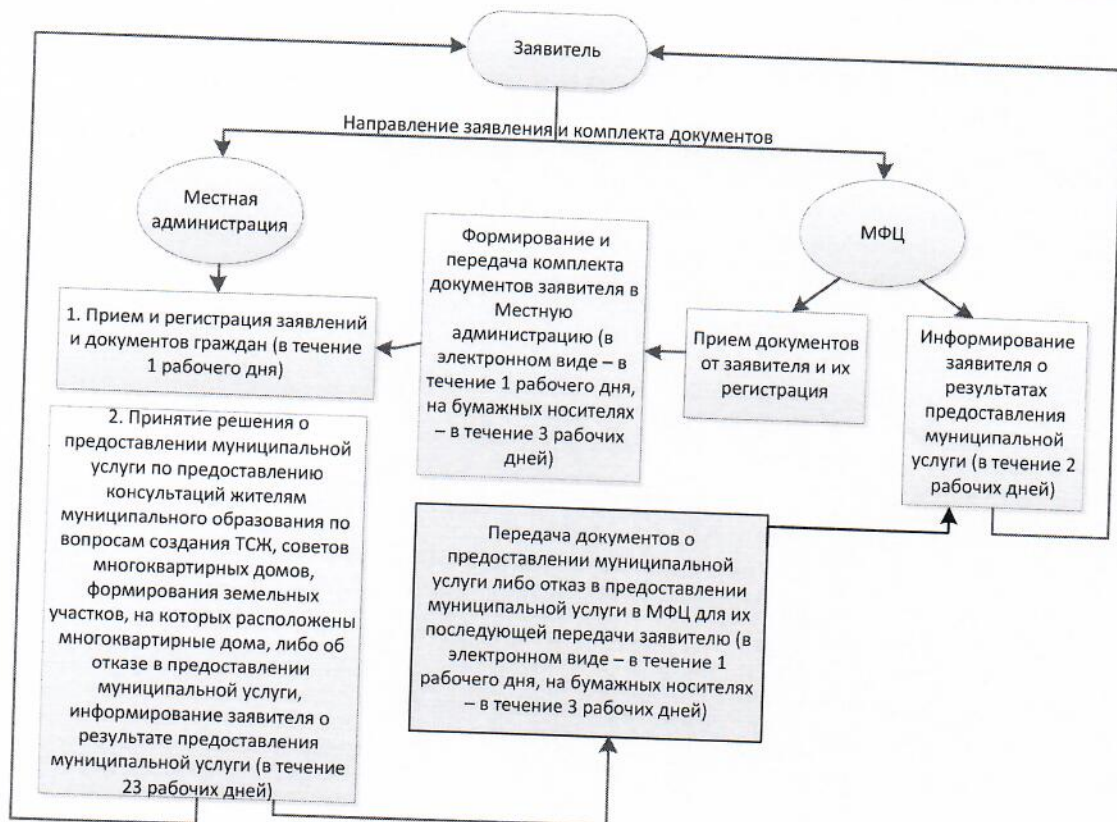 Заявитель
Направление заявления и комплекта документов
Местная
администрация
МФЦ
Формирование и
передача комплекта
документов заявителя в
Местную
администрацию (в
электронном виде – в
течение 1 рабочего дня,
на бумажных носителях
– в течение 3 рабочих
дней)
1. Прием и регистрация заявлений
и документов граждан (в течение
1 рабочего дня)
Прием документов
от заявителя и их
регистрация
Информирование
заявителя о
результатах
предоставления
муниципальной
услуги (в течение 2
рабочих дней)
2. Принятие решения о
предоставлении муниципальной
услуги по предоставлению
консультаций жителям
муниципального образования по
вопросам создания ТСЖ, советов
многоквартирных домов,
формирования земельных
участков, на которых расположены
многоквартирные дома, либо об
отказе в предоставлении
муниципальной услуги,
информирование заявителя о
результате предоставления
муниципальной услуги (в течение
23 рабочих дней)
Передача документов о
предоставлении муниципальной
услуги либо отказ в предоставлении
муниципальной услуги в МФЦ для их
последующей передачи заявителю (в
электронном виде – в течение 1
рабочего дня, на бумажных носителях
– в течение 3 рабочих дней)